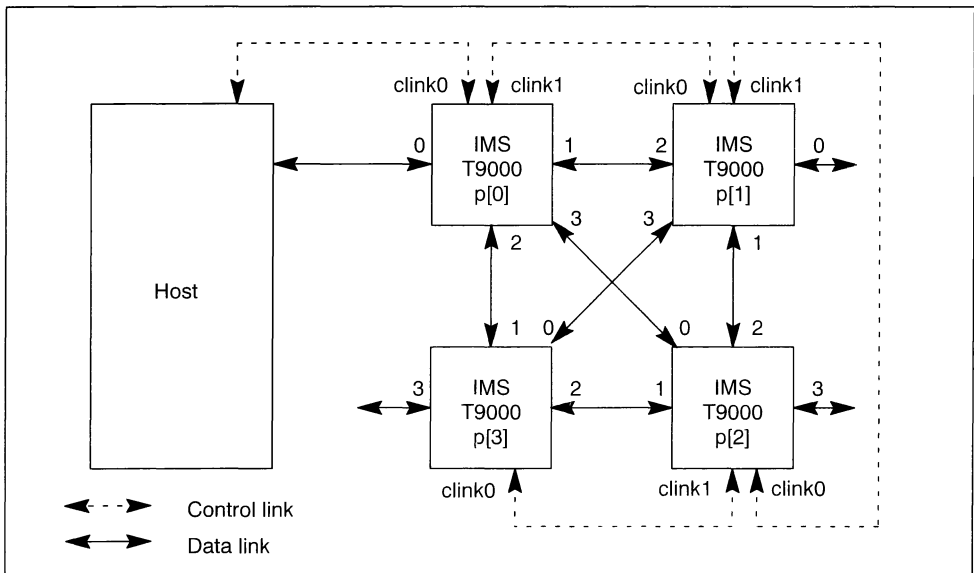 clink0 clink1 clink0 clink1
0 IMS T9000 p[0] 1 2 IMS T9000 p[1] 0
2 3 3 1
Host
1 0 0 2
3 IMS T9000 p[3] 2 1 IMS T9000 p[2] 3
clink0 clink1 clink0
Control link
Data link